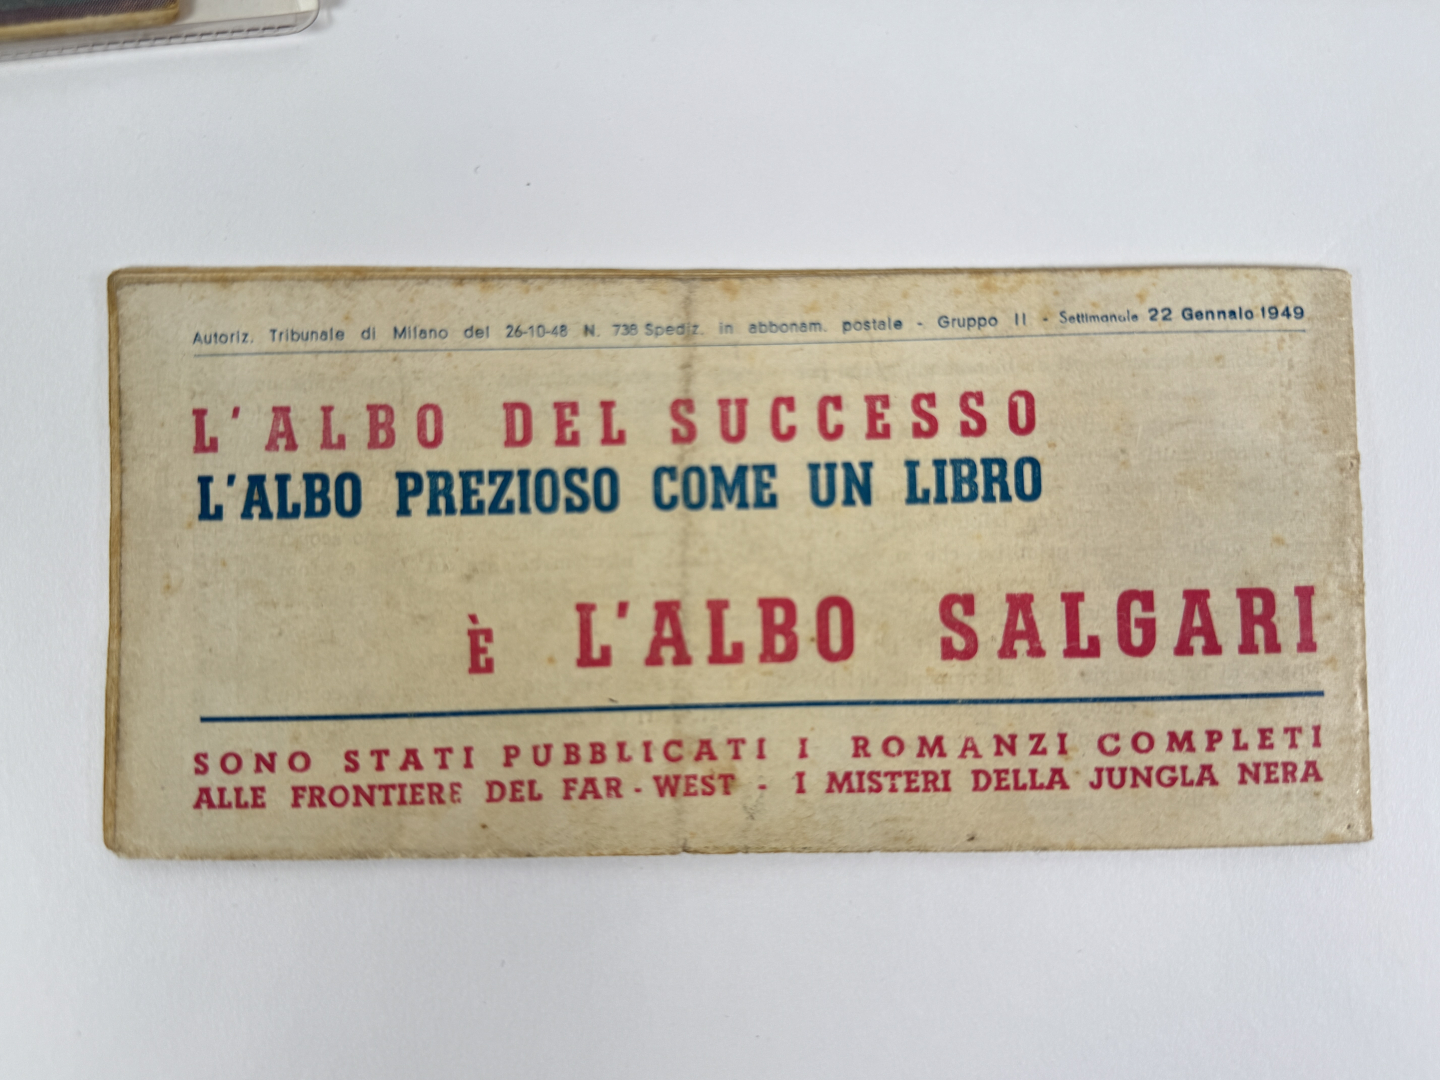 Autoriz. Tribunale di Milano del 26-10-48 N. 738 Spediz. in abbonam. postale - Gruppo II - Settimanale 22 Gennaio 1949
L'ALBO DEL SUCCESSO
L'ALBO PREZIOSO COME UN LIBRO
È L'ALBO SALGARI
SONO STATI PUBBLICATI I ROMANZI COMPLETI
ALLE FRONTIERE DEL FAR - WEST - I MISTERI DELLA JUNGLA NERA